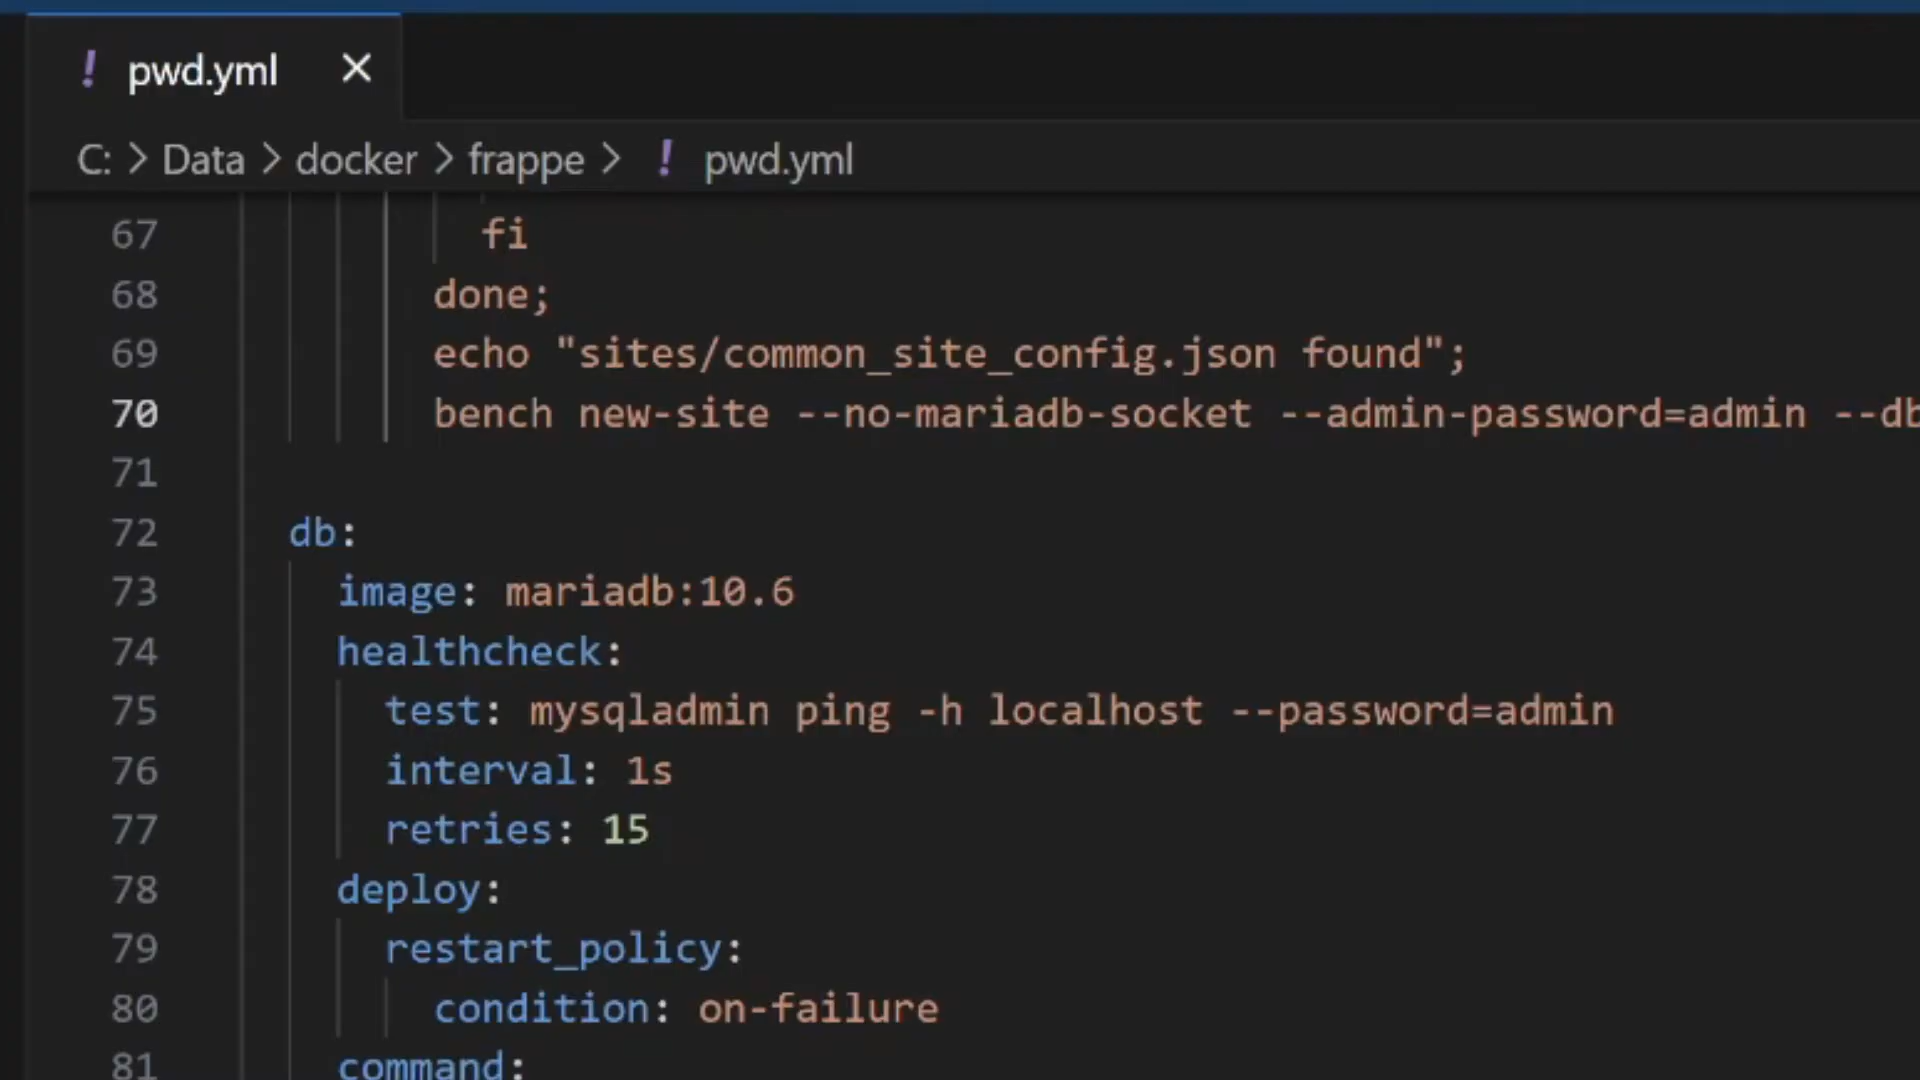 ! pwd.yml ×
C: > Data > docker > frappe > ! pwd.yml
67 fi
68 done;
69 echo "sites/common_site_config.json found";
70 bench new-site --no-mariadb-socket --admin-password=admin --db
71
72 db:
73 image: mariadb:10.6
74 healthcheck:
75 test: mysqladmin ping -h localhost --password=admin
76 interval: 1s
77 retries: 15
78 deploy:
79 restart_policy:
80 condition: on-failure
81 command: